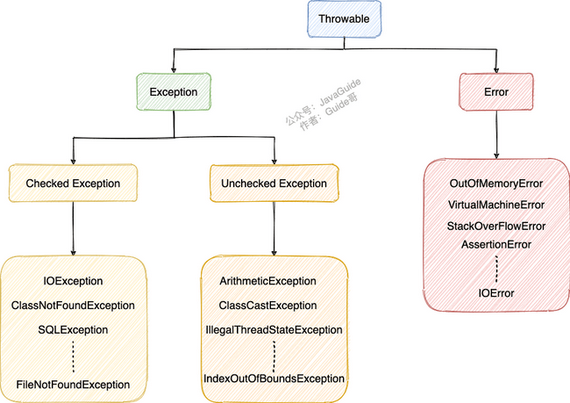 Throwable
Exception
Error
公众号：JavaGuide
作者：Guide哥
Checked Exception
Unchecked Exception
OutOfMemoryError
VirtualMachineError
StackOverFlowError
AssertionError
IOError
IOException
ClassNotFoundException
SQLException
FileNotFoundException
ArithmeticException
ClassCastException
IllegalThreadStateException
IndexOutOfBoundsException